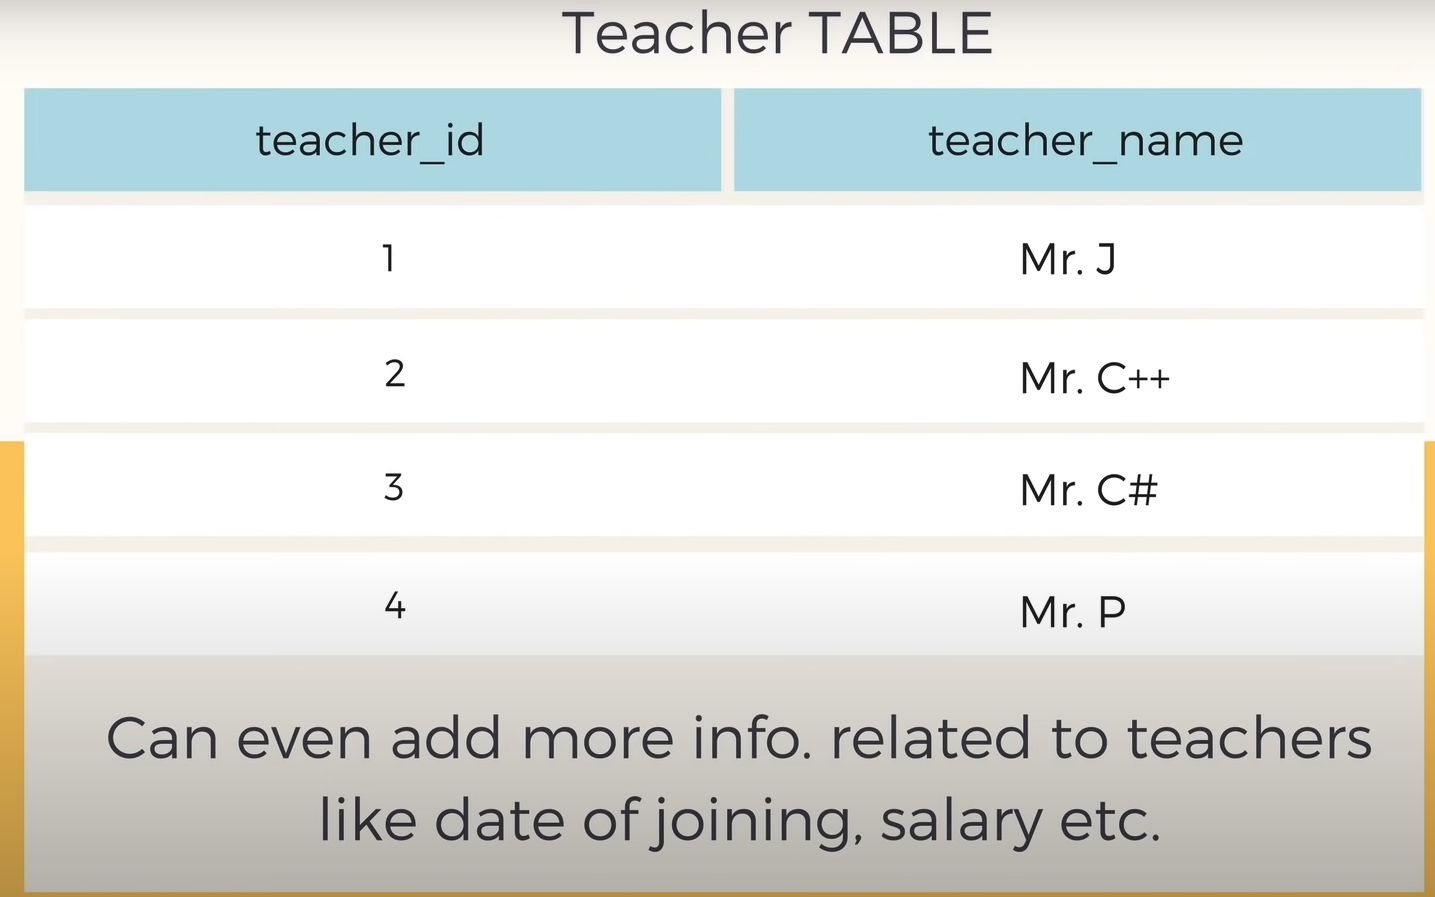 Teacher TABLE
teacher_id teacher_name
1 Mr. J
2 Mr. C++
3 Mr. C#
4 Mr. P
Can even add more info. related to teachers
like date of joining, salary etc.